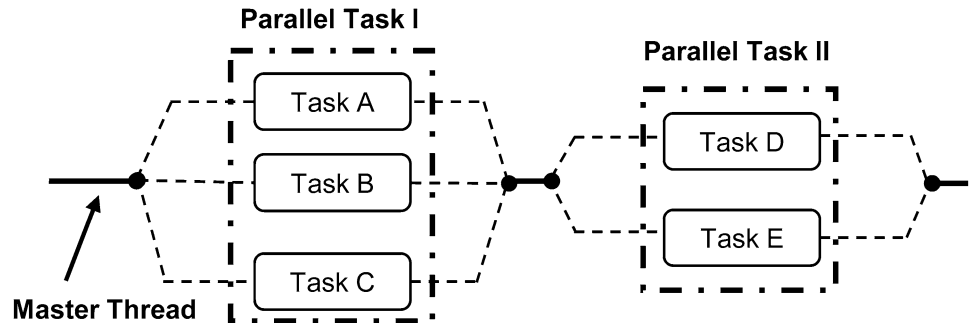 Parallel Task I
Task A
Task B
Task C
Master Thread
Parallel Task II
Task D
Task E